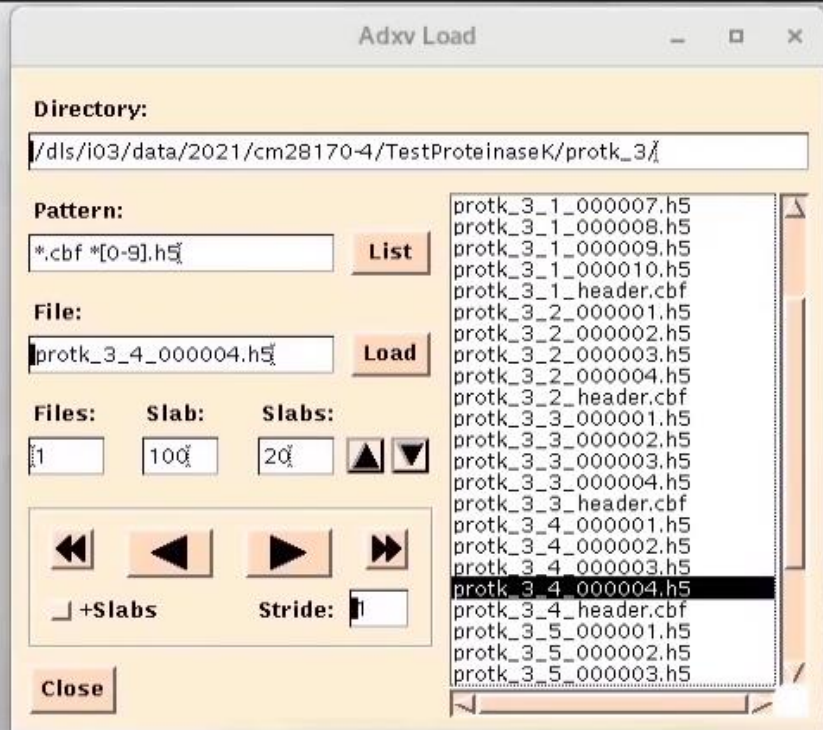 Adxv Load
Directory:
/dls/i03/data/2021/cm28170-4/TestProteinaseK/protk_3/
Pattern:
*.cbf *[0-9].h5
List
File:
protk_3_4_000004.h5
Load
Files: Slab: Slabs:
1 100 20
+Slabs Stride: 1
Close
protk_3_1_000007.h5
protk_3_1_000008.h5
protk_3_1_000009.h5
protk_3_1_000010.h5
protk_3_1_header.cbf
protk_3_2_000001.h5
protk_3_2_000002.h5
protk_3_2_000003.h5
protk_3_2_000004.h5
protk_3_2_header.cbf
protk_3_3_000001.h5
protk_3_3_000002.h5
protk_3_3_000003.h5
protk_3_3_000004.h5
protk_3_3_header.cbf
protk_3_4_000001.h5
protk_3_4_000002.h5
protk_3_4_000003.h5
protk_3_4_000004.h5
protk_3_4_header.cbf
protk_3_5_000001.h5
protk_3_5_000002.h5
protk_3_5_000003.h5